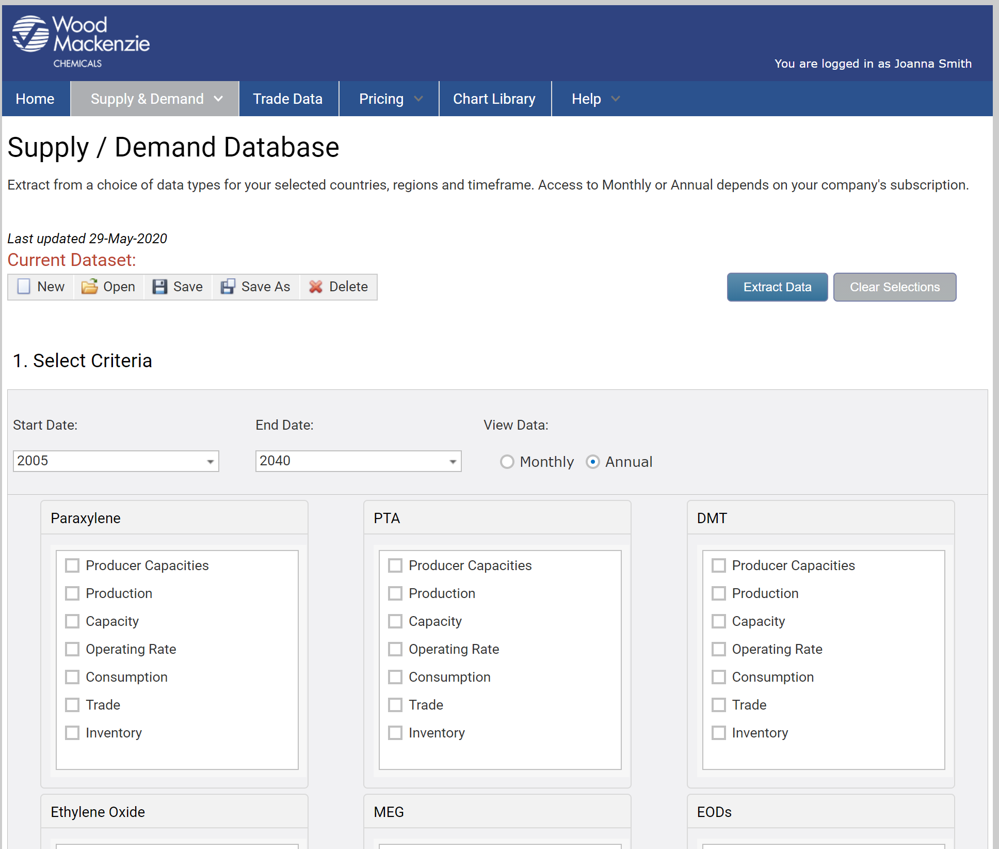 Wood
Mackenzie
CHEMICALS
You are logged in as Joanna Smith
Home Supply & Demand Trade Data Pricing Chart Library Help
Supply / Demand Database
Extract from a choice of data types for your selected countries, regions and timeframe. Access to Monthly or Annual depends on your company's subscription.
Last updated 29-May-2020
Current Dataset:
New Open Save Save As Delete Extract Data Clear Selections
1. Select Criteria
Start Date: End Date: View Data:
2005 2040 Monthly Annual
Paraxylene
Producer Capacities
Production
Capacity
Operating Rate
Consumption
Trade
Inventory
PTA
Producer Capacities
Production
Capacity
Operating Rate
Consumption
Trade
Inventory
DMT
Producer Capacities
Production
Capacity
Operating Rate
Consumption
Trade
Inventory
Ethylene Oxide
MEG
EODs